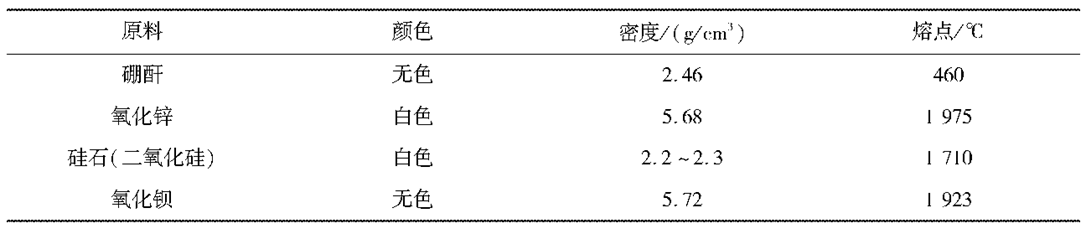 原料 颜色 密度/(g/cm³) 熔点/℃
硼酐 无色 2.46 460
氧化锌 白色 5.68 1 975
硅石(二氧化硅) 白色 2.2~2.3 1 710
氧化钡 无色 5.72 1 923